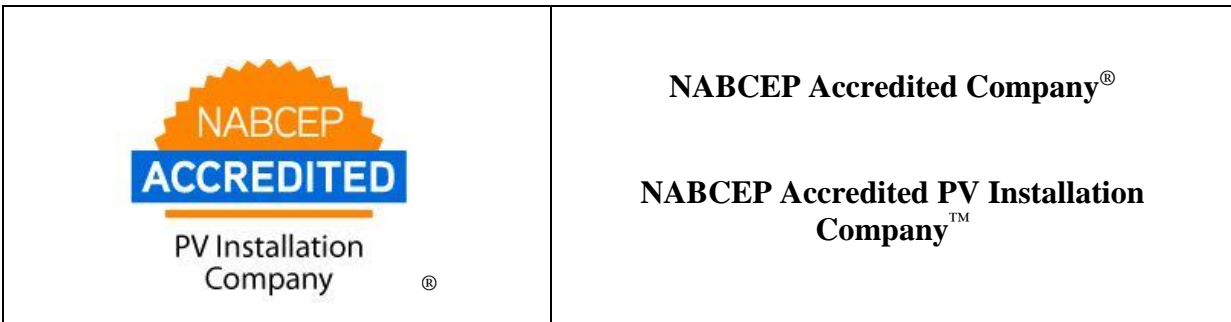 NABCEP
ACCREDITED
PV Installation
Company ®
NABCEP Accredited Company®
NABCEP Accredited PV Installation
Company™